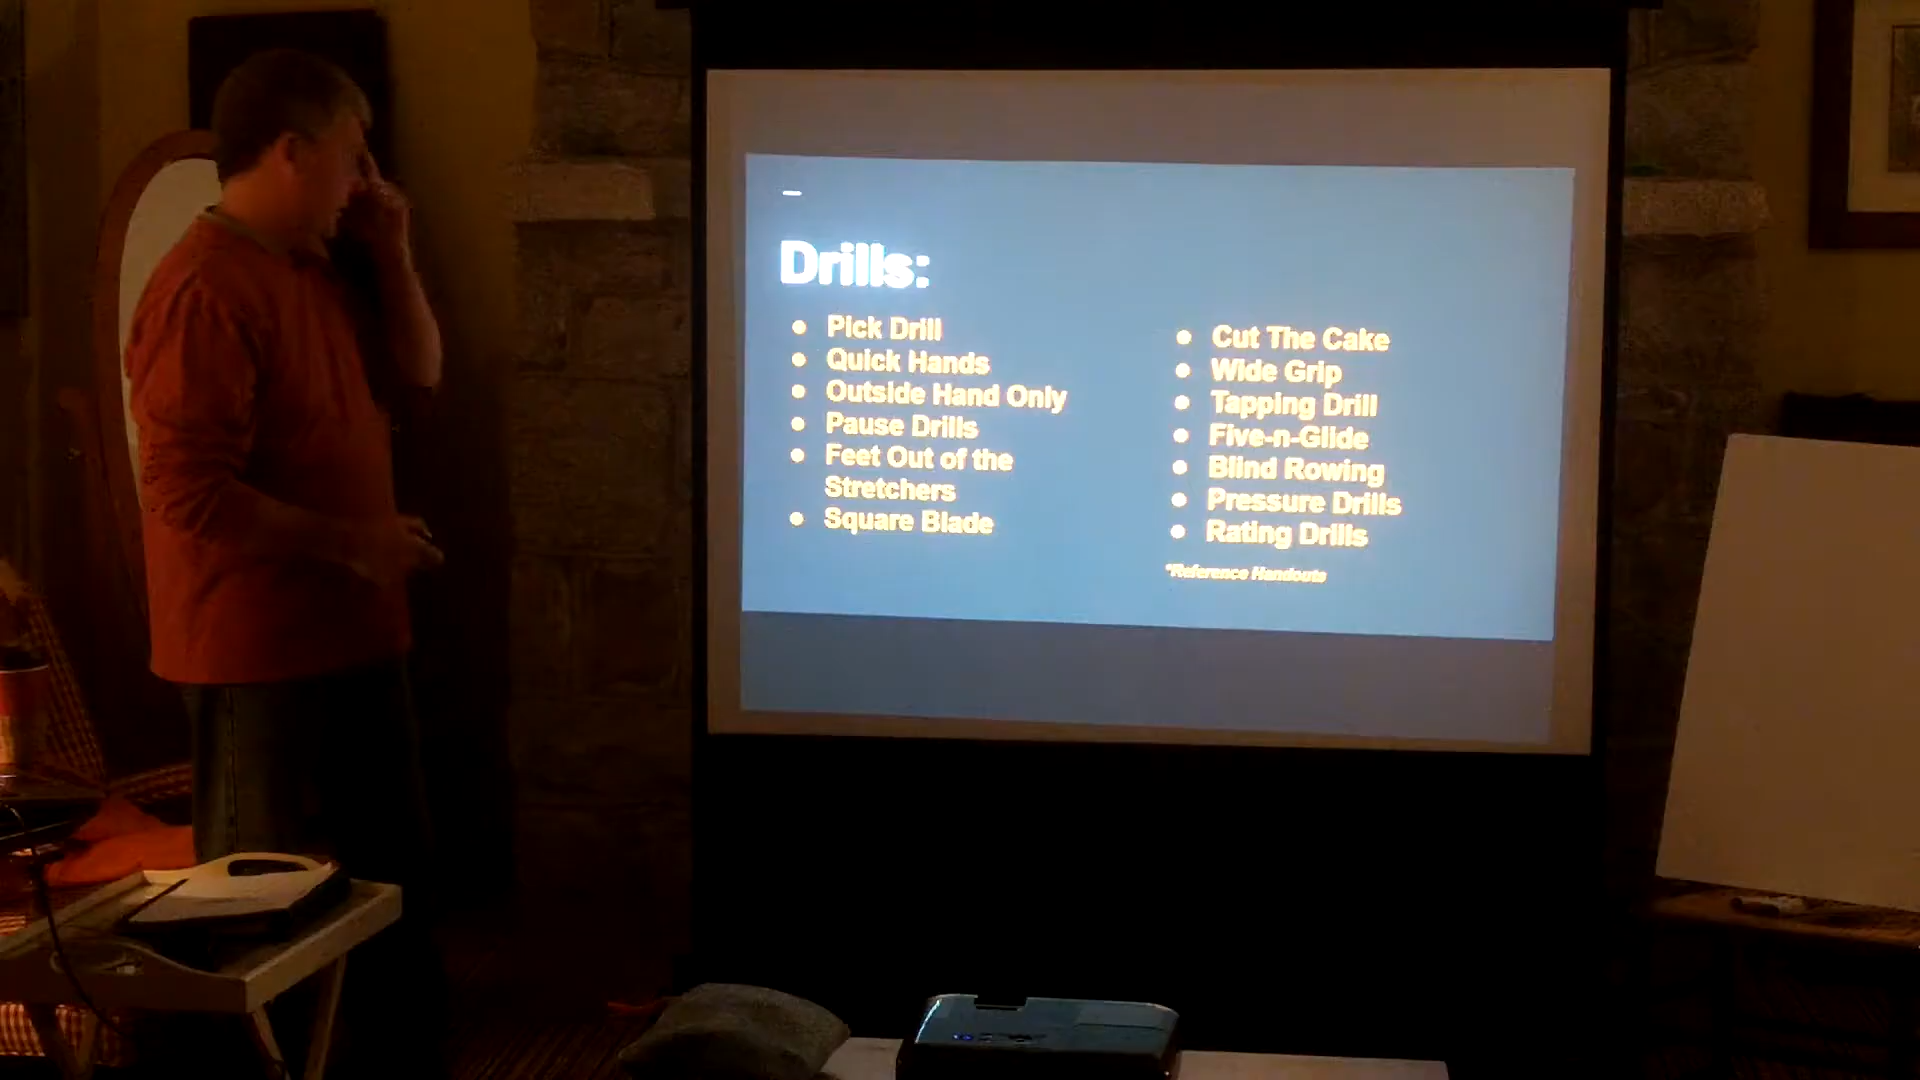 Drills:
Pick Drill
Quick Hands
Outside Hand Only
Pause Drills
Feet Out of the
Stretchers
Square Blade
Cut The Cake
Wide Grip
Tapping Drill
Five-n-Glide
Blind Rowing
Pressure Drills
Rating Drills
*Reference Handouts